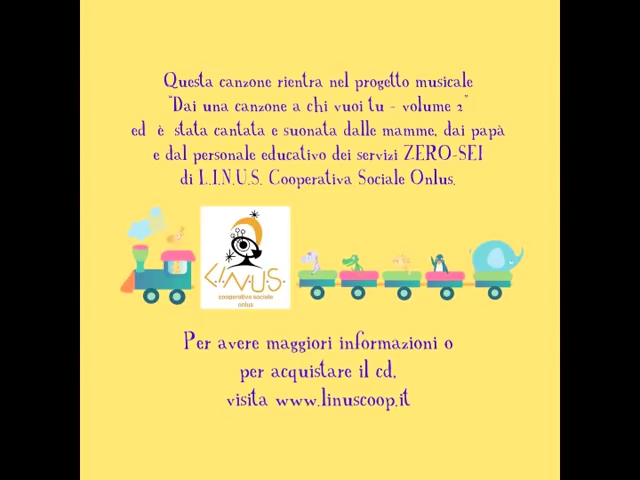 Questa canzone rientra nel progetto musicale
"Dai una canzone a chi vuoi tu - volume 2"
ed è stata cantata e suonata dalle mamme, dai papà
e dal personale educativo dei servizi ZERO-SEI
di L.I.N.U.S. Cooperativa Sociale Onlus.
L.I.N.U.S.
cooperativa sociale
onlus
Per avere maggiori informazioni o
per acquistare il cd,
visita www.linuscoop.it